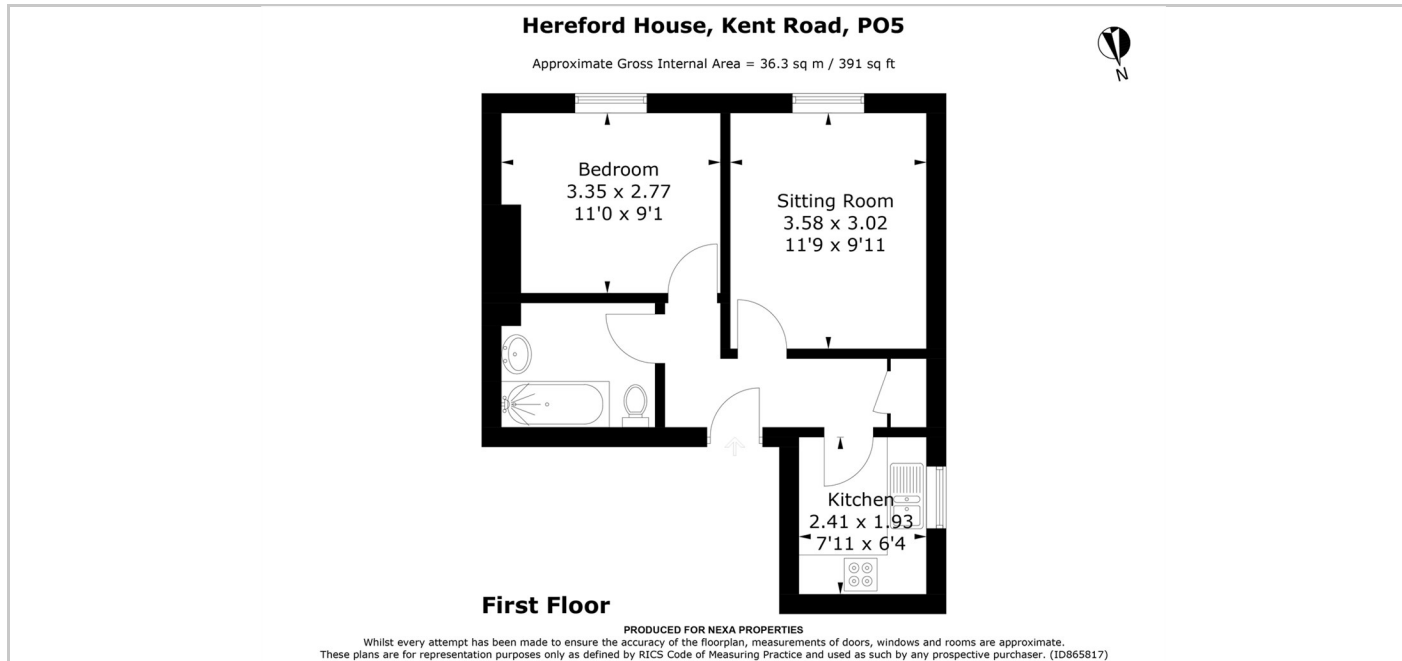 Hereford House, Kent Road, PO5
Approximate Gross Internal Area = 36.3 sq m / 391 sq ft
N
Bedroom
3.35 x 2.77
11'0 x 9'1
Sitting Room
3.58 x 3.02
11'9 x 9'11
Kitchen
2.41 x 1.93
7'11 x 6'4
First Floor
PRODUCED FOR NEXA PROPERTIES
Whilst every attempt has been made to ensure the accuracy of the floorplan, measurements of doors, windows and rooms are approximate.
These plans are for representation purposes only as defined by RICS Code of Measuring Practice and used as such by any prospective purchaser. (ID865817)